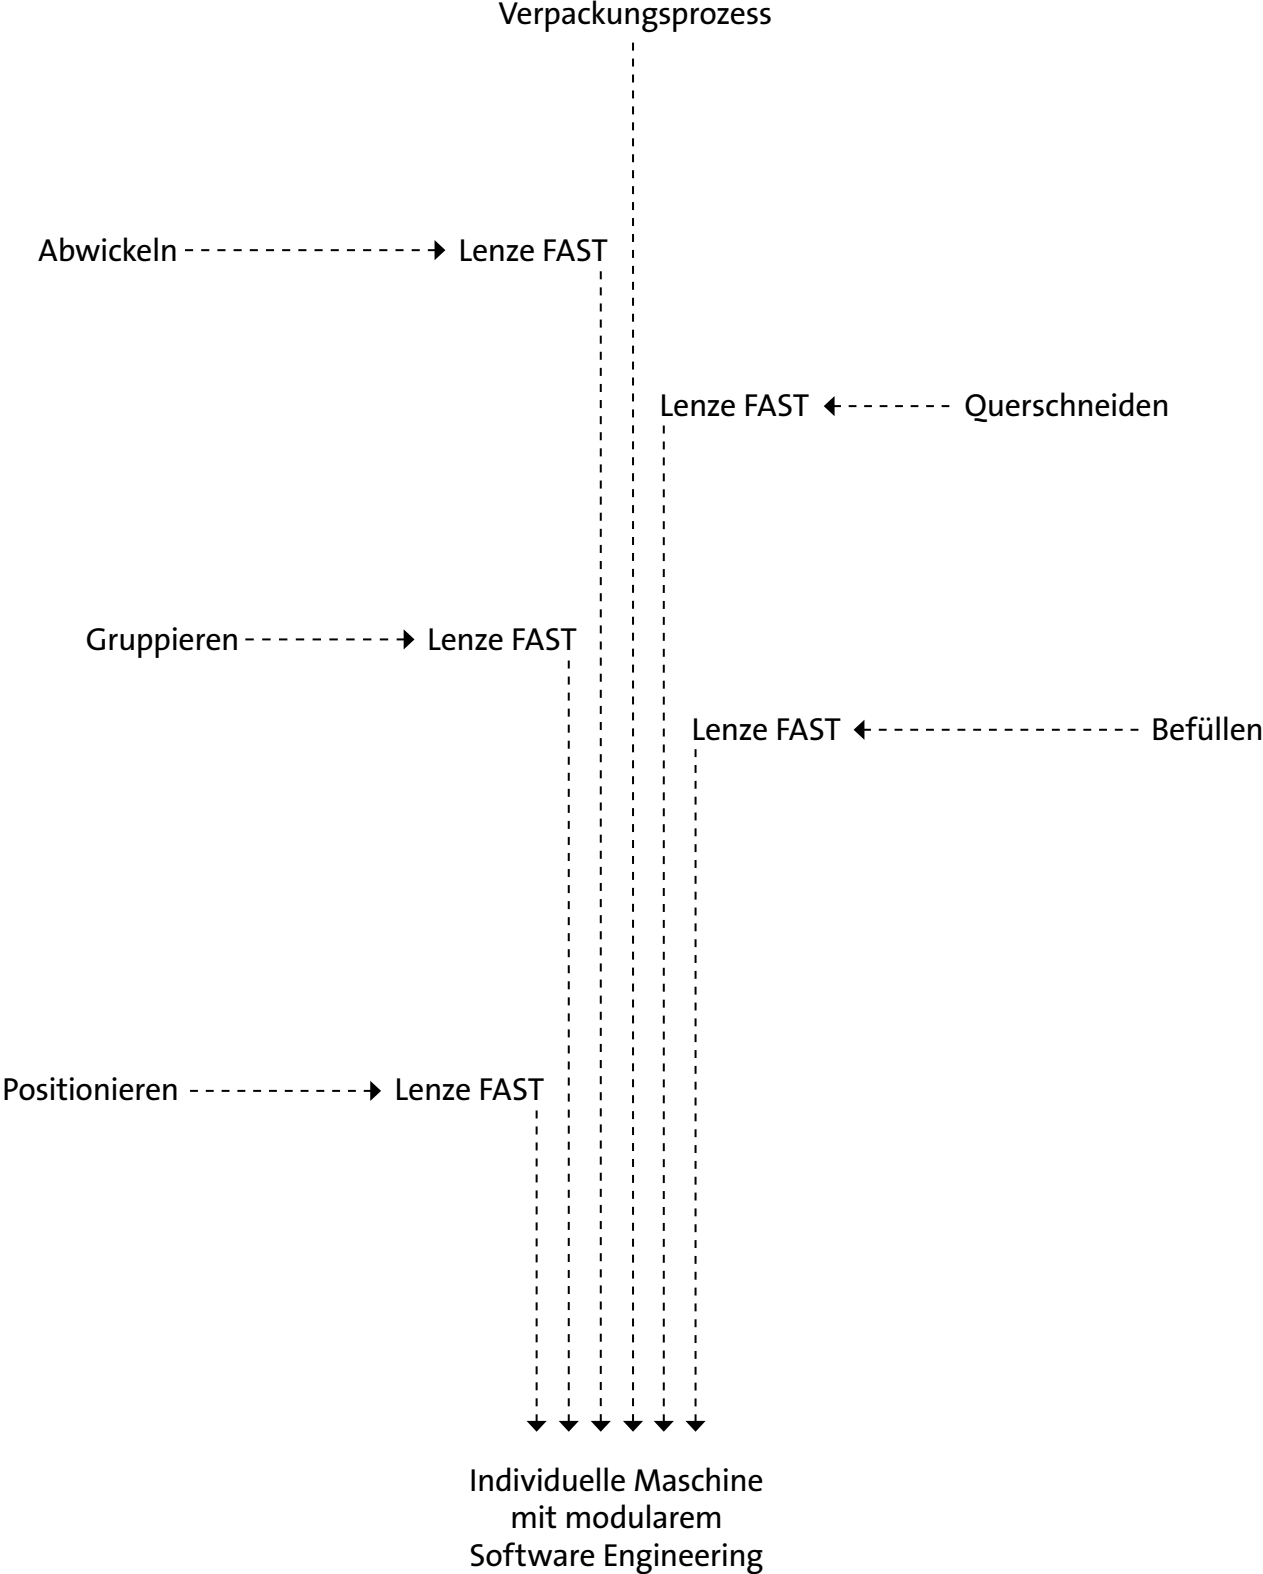 Verpackungsprozess
Abwickeln Lenze FAST
Lenze FAST Querschneiden
Gruppieren Lenze FAST
Lenze FAST Befüllen
Positionieren Lenze FAST
Individuelle Maschine
mit modularem
Software Engineering